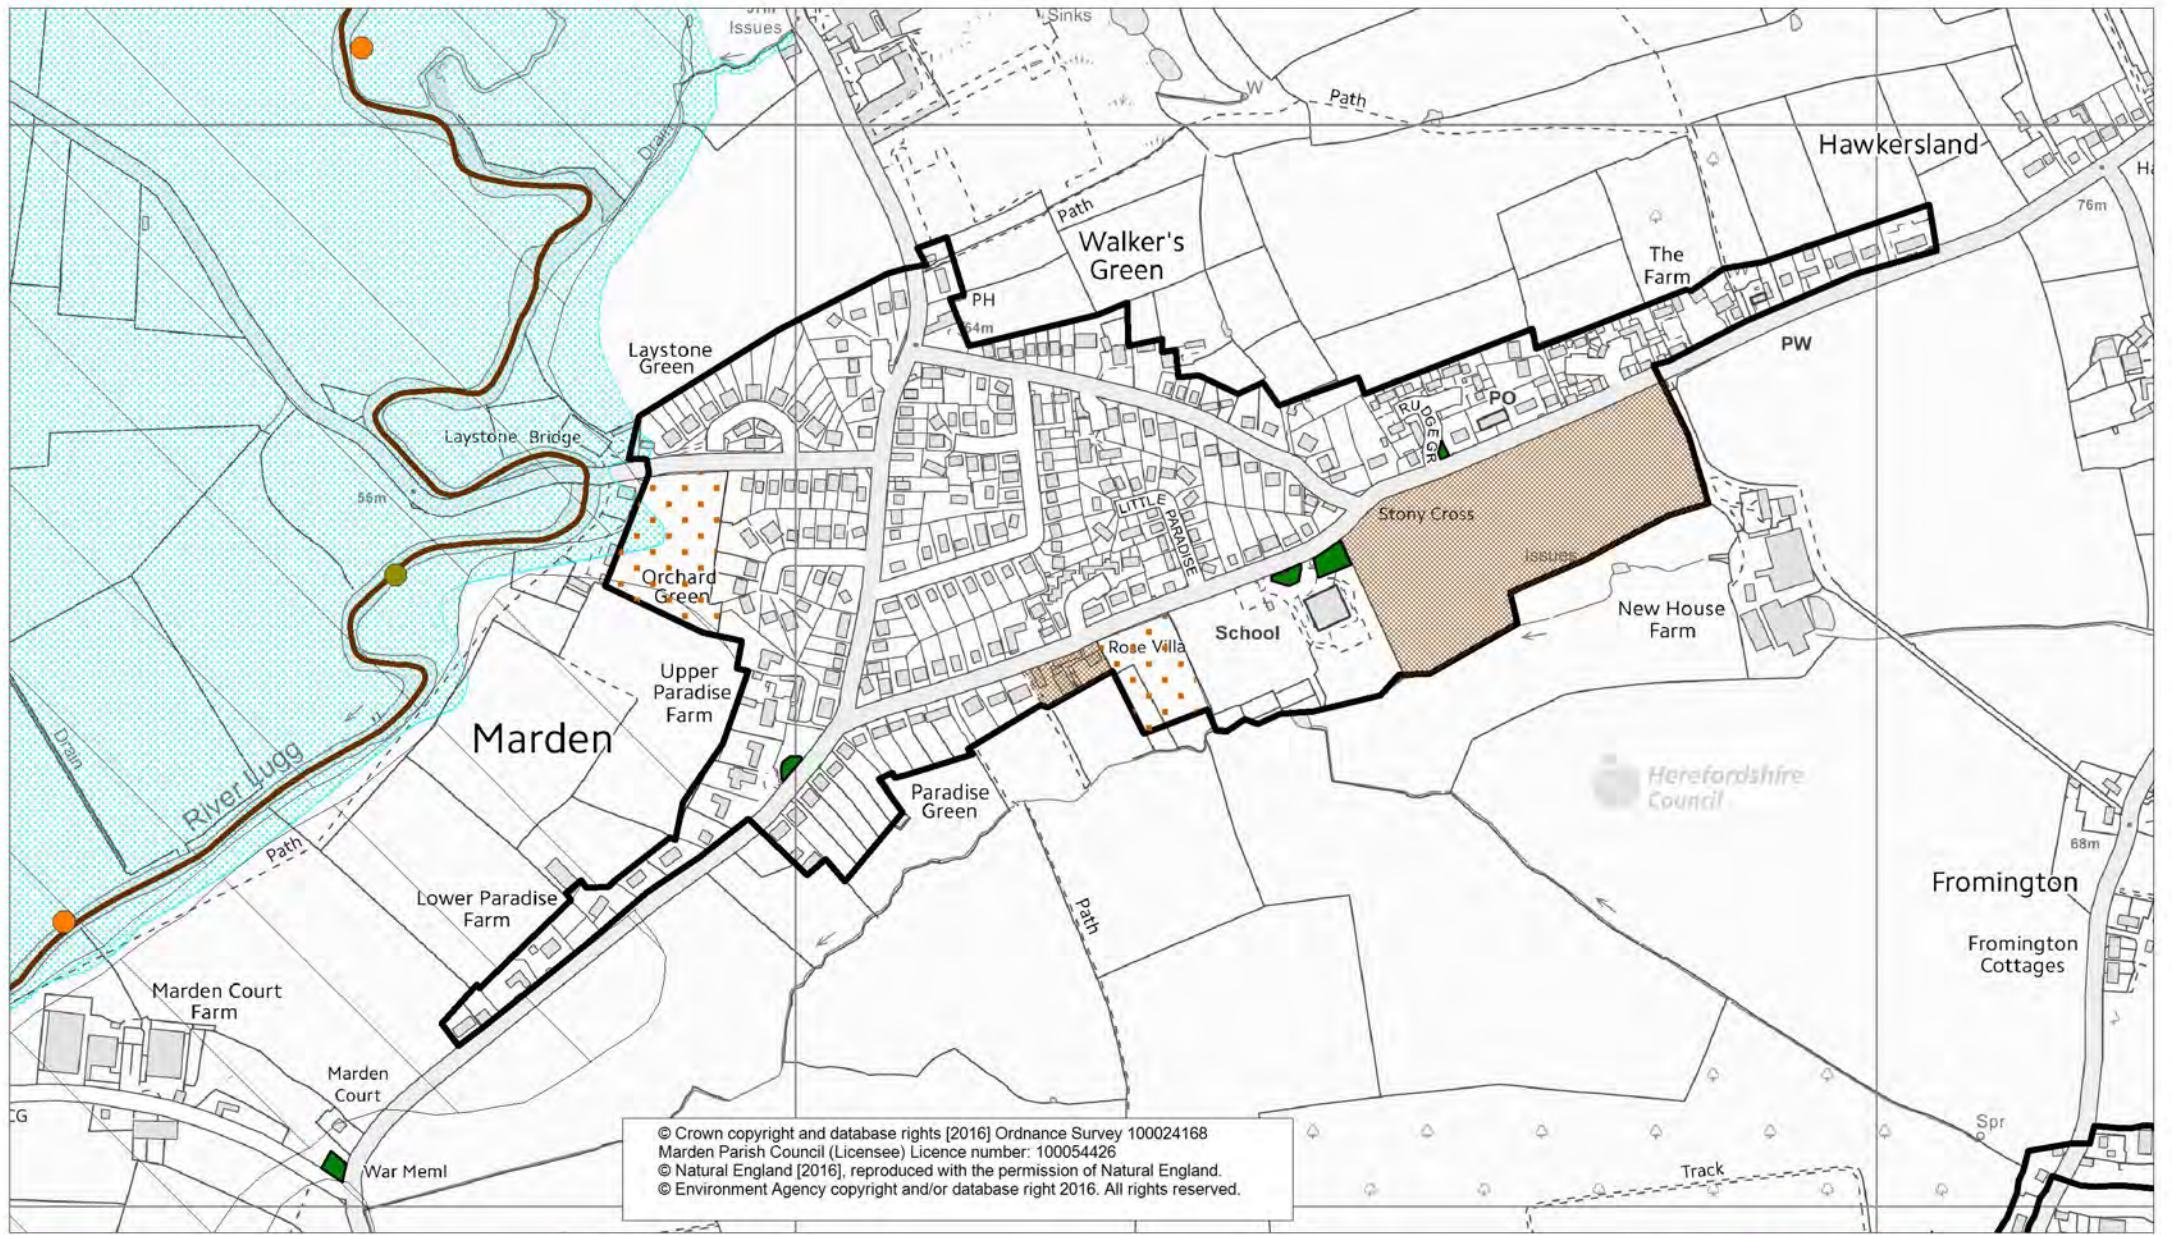 Issues
Sinks
W
Path
Drain
Hawkersland
76m
Path
Walker's
Green
The
Farm
PH
64m
PW
Laystone
Green
PO
RUDGE GR
Laystone Bridge
56m
LITTLE
PARADISE
Stony Cross
Issues
Orchard
Green
New House
Farm
School
Rose Villa
Upper
Paradise
Farm
Marden
Drain
River Lugg
Herefordshire
Council
Paradise
Green
Path
68m
Fromington
Lower Paradise
Farm
Path
Fromington
Cottages
Marden Court
Farm
Marden
Court
CG
Spr
War Meml
Track
© Crown copyright and database rights [2016] Ordnance Survey 100024168
Marden Parish Council (Licensee) Licence number: 100054426
© Natural England [2016], reproduced with the permission of Natural England.
© Environment Agency copyright and/or database right 2016. All rights reserved.